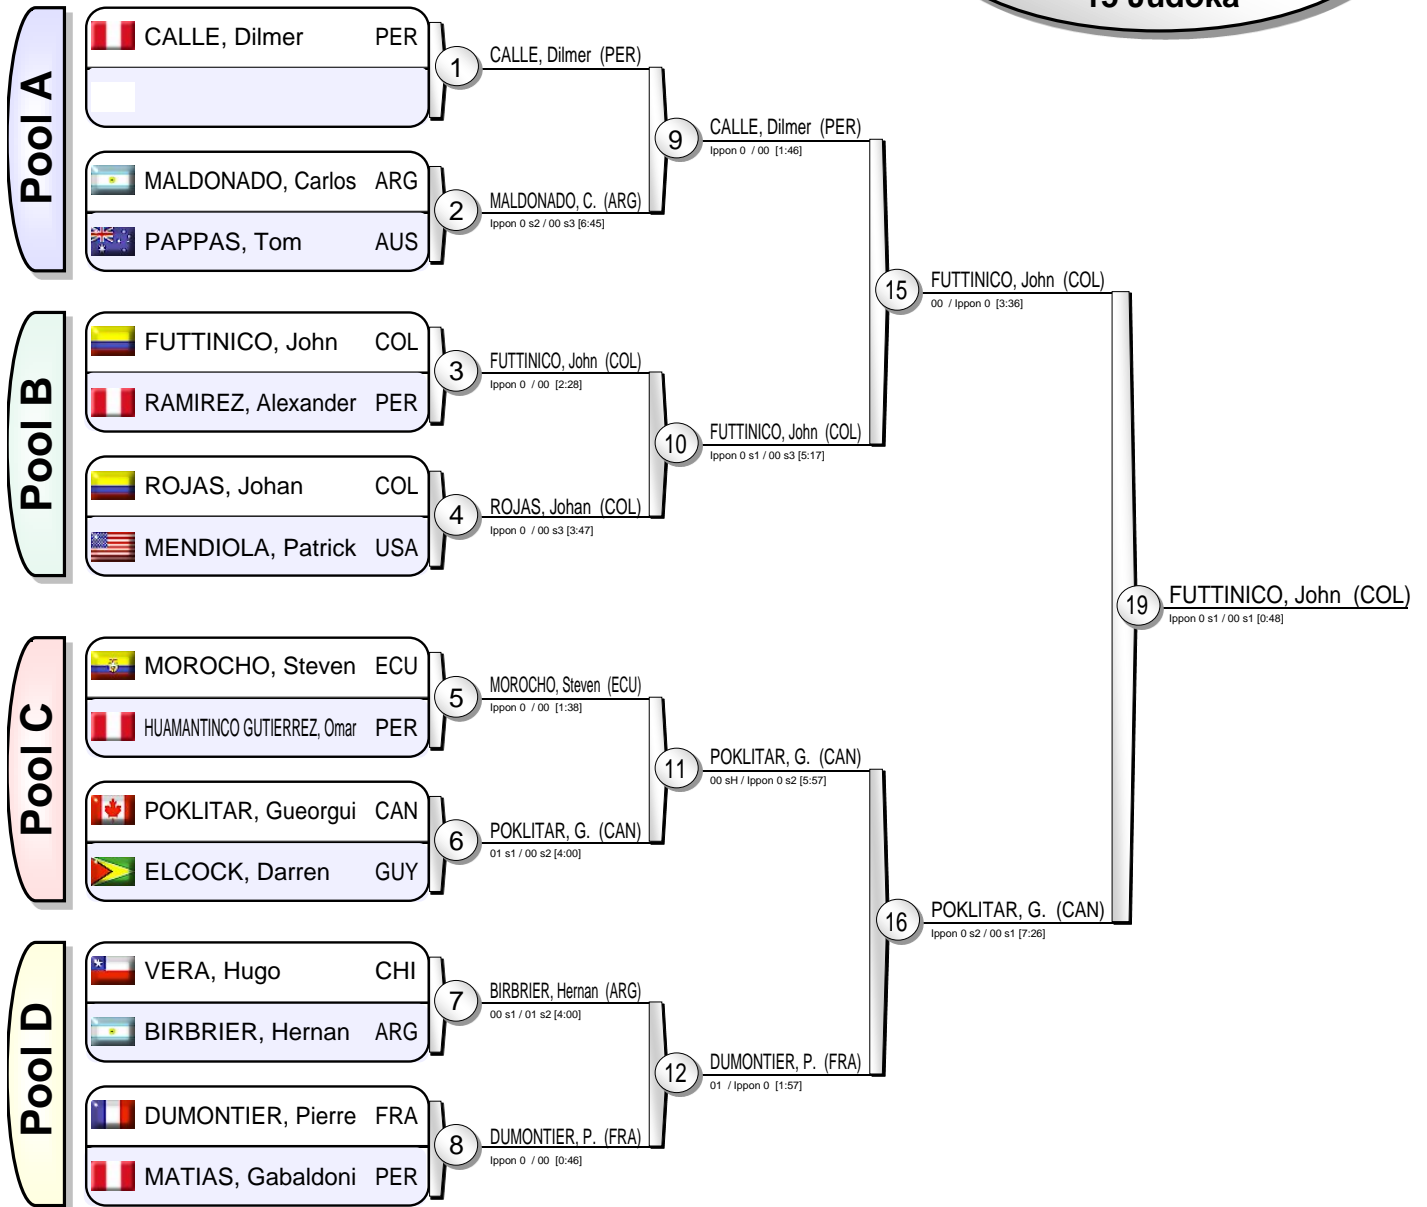 15 Judoka
Pool A
CALLE, Dilmer PER
MALDONADO, Carlos ARG
PAPPAS, Tom AUS
Pool B
FUTTINICO, John COL
RAMIREZ, Alexander PER
ROJAS, Johan COL
MENDIOLA, Patrick USA
Pool C
MOROCHO, Steven ECU
HUAMANTINCO GUTIERREZ, Omar PER
POKLITAR, Gueorgui CAN
ELCOCK, Darren GUY
Pool D
VERA, Hugo CHI
BIRBRIER, Hernan ARG
DUMONTIER, Pierre FRA
MATIAS, Gabaldoni PER
1
CALLE, Dilmer (PER)
2
MALDONADO, C. (ARG)
Ippon 0 s2 / 00 s3 [6:45]
3
FUTTINICO, John (COL)
Ippon 0 / 00 [2:28]
4
ROJAS, Johan (COL)
Ippon 0 / 00 s3 [3:47]
5
MOROCHO, Steven (ECU)
Ippon 0 / 00 [1:38]
6
POKLITAR, G. (CAN)
01 s1 / 00 s2 [4:00]
7
BIRBRIER, Hernan (ARG)
00 s1 / 01 s2 [4:00]
8
DUMONTIER, P. (FRA)
Ippon 0 / 00 [0:46]
9
CALLE, Dilmer (PER)
Ippon 0 / 00 [1:46]
10
FUTTINICO, John (COL)
Ippon 0 s1 / 00 s3 [5:17]
11
POKLITAR, G. (CAN)
00 sH / Ippon 0 s2 [5:57]
12
DUMONTIER, P. (FRA)
01 / Ippon 0 [1:57]
15
FUTTINICO, John (COL)
00 / Ippon 0 [3:36]
16
POKLITAR, G. (CAN)
Ippon 0 s2 / 00 s1 [7:26]
19
FUTTINICO, John (COL)
Ippon 0 s1 / 00 s1 [0:48]